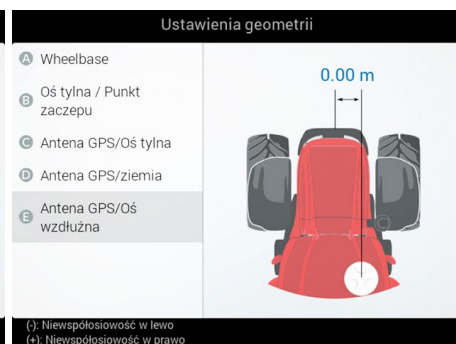 Ustawienia geometrii
A Wheelbase
B Oś tylna / Punkt
zaczepu
C Antena GPS/Oś tylna
D Antena GPS/ziemia
E Antena GPS/Oś
wzdłużna
0.00 m
(-): Niewspółosiowość w lewo
(+): Niewspółosiowość w prawo